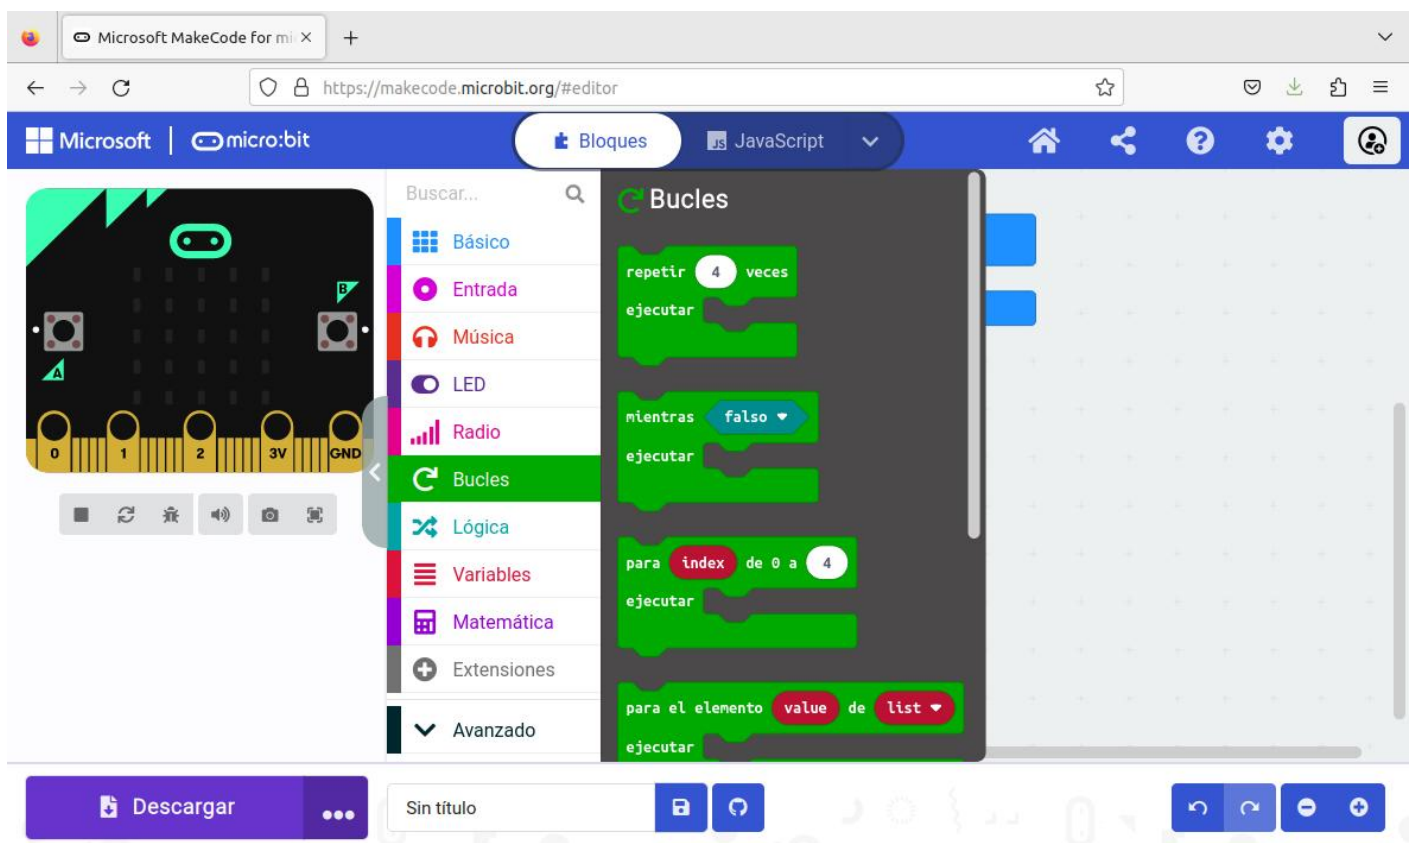 Microsoft MakeCode for mi
https://makecode.microbit.org/#editor
Microsoft
micro:bit
Bloques
JS JavaScript
Buscar...
Básico
Entrada
Música
LED
Radio
Bucles
Lógica
Variables
Matemática
Extensiones
Avanzado
Bucles
repetir 4 veces
ejecutar
mientras falso
ejecutar
para index de 0 a 4
ejecutar
para el elemento value de list
ejecutar
B
A
0 1 2 3V GND
Descargar
Sin título